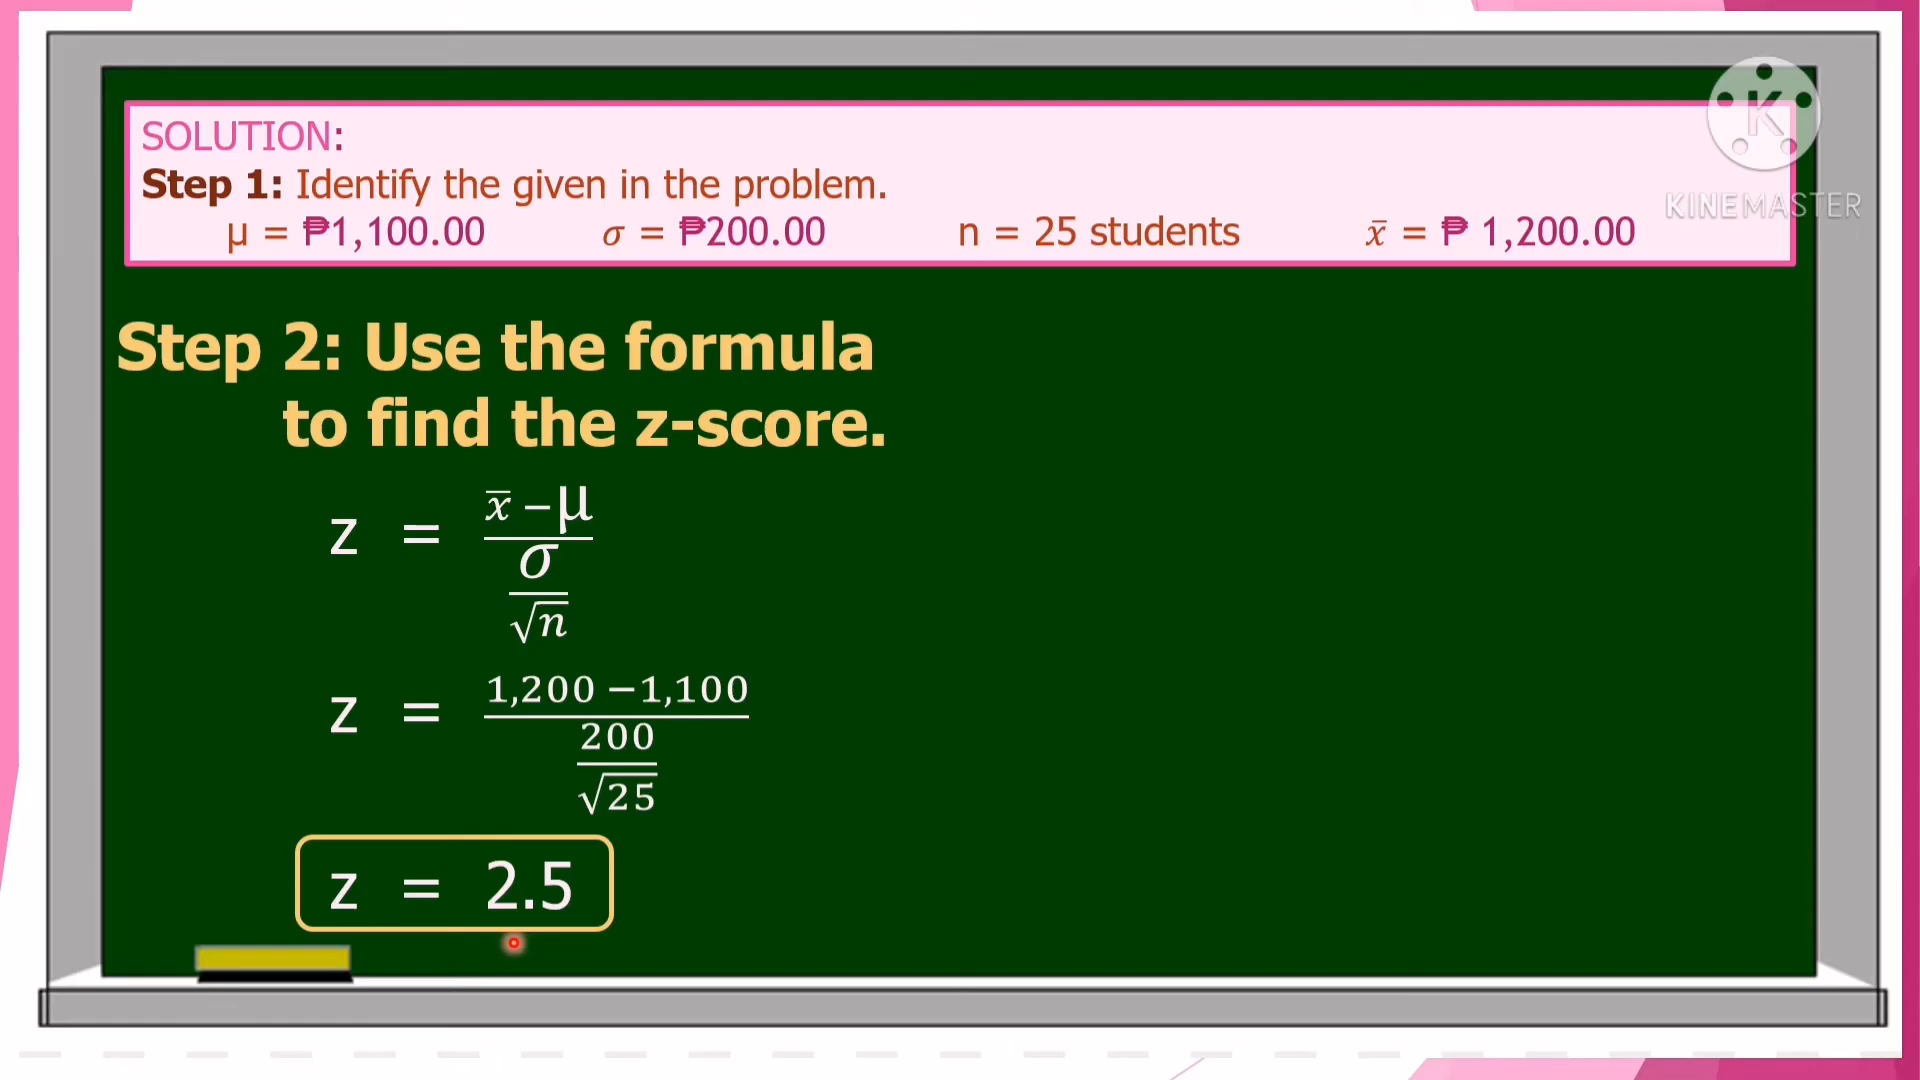 SOLUTION:
Step 1: Identify the given in the problem.
μ = ₱1,100.00 σ = ₱200.00 n = 25 students x̄ = ₱ 1,200.00
K
KINEMASTER
Step 2: Use the formula
to find the z-score.
z = (x̄ − μ) / (σ / √n)
z = (1,200 − 1,100) / (200 / √25)
z = 2.5